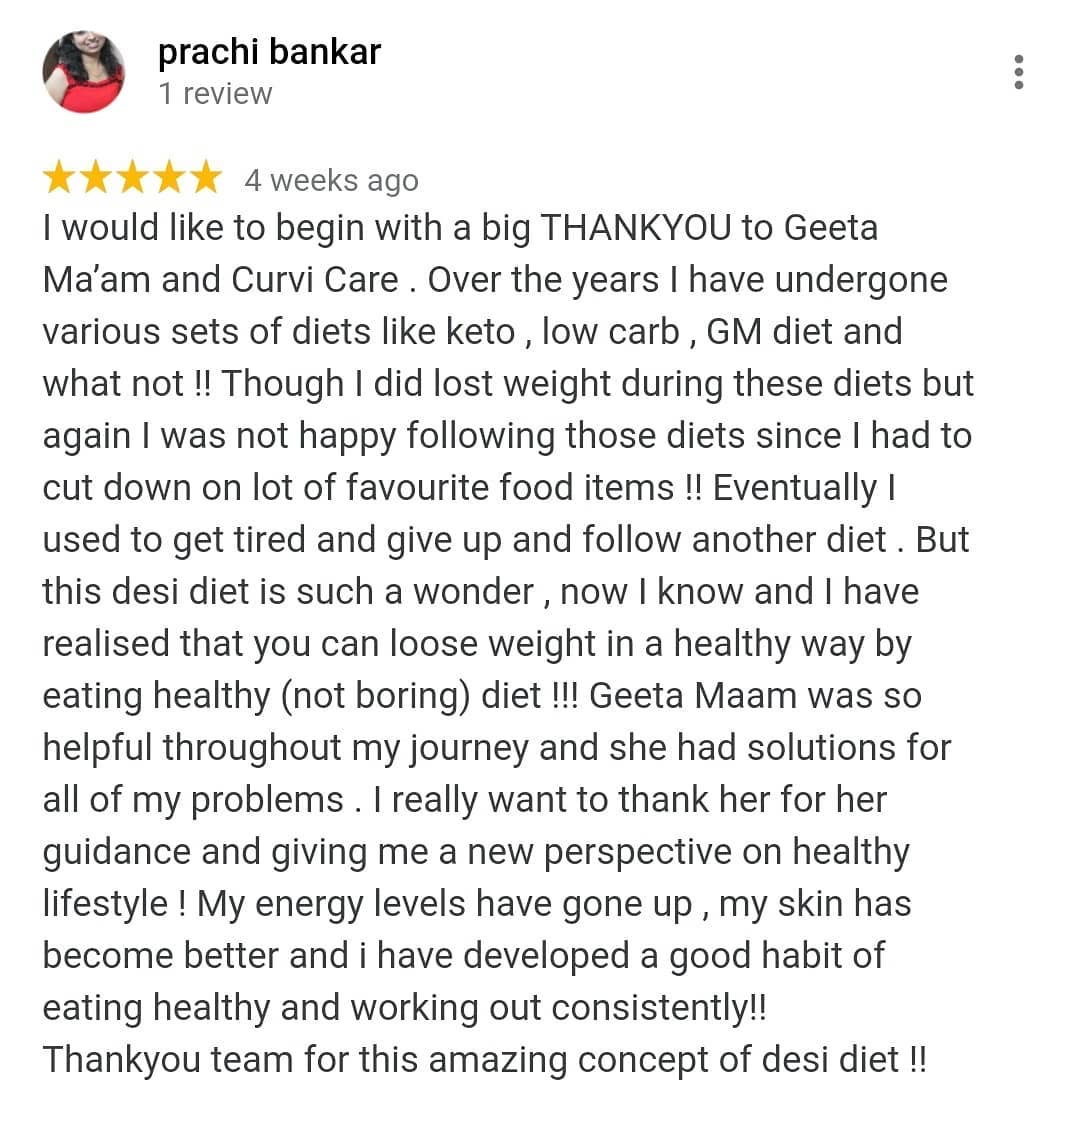 prachi bankar
1 review
4 weeks ago
I would like to begin with a big THANKYOU to Geeta
Ma'am and Curvi Care . Over the years I have undergone
various sets of diets like keto , low carb , GM diet and
what not !! Though I did lost weight during these diets but
again I was not happy following those diets since I had to
cut down on lot of favourite food items !! Eventually I
used to get tired and give up and follow another diet . But
this desi diet is such a wonder , now I know and I have
realised that you can loose weight in a healthy way by
eating healthy (not boring) diet !!! Geeta Maam was so
helpful throughout my journey and she had solutions for
all of my problems . I really want to thank her for her
guidance and giving me a new perspective on healthy
lifestyle ! My energy levels have gone up , my skin has
become better and i have developed a good habit of
eating healthy and working out consistently!!
Thankyou team for this amazing concept of desi diet !!